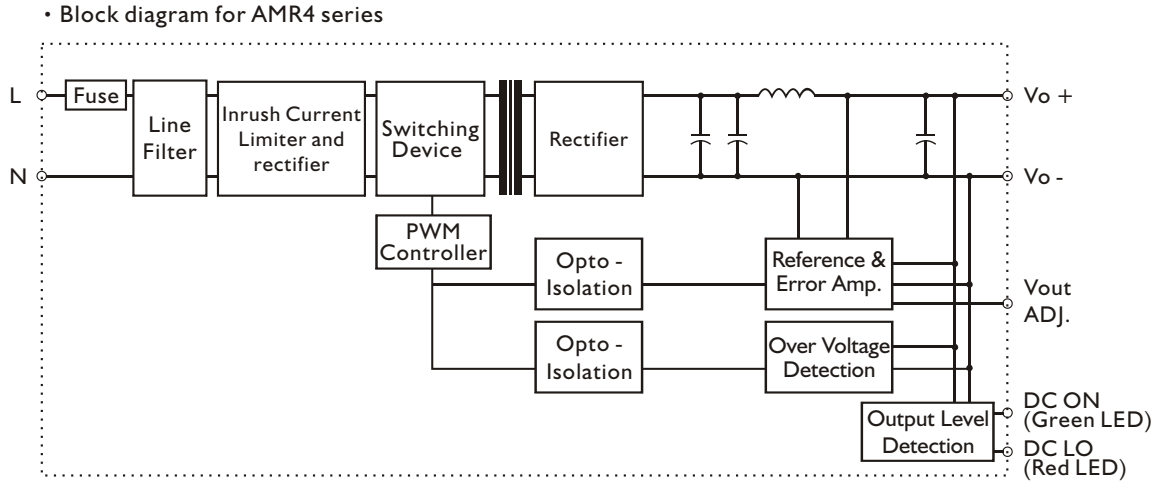 • Block diagram for AMR4 series
L
Fuse
Line
Filter
Inrush Current
Limiter and
rectifier
Switching
Device
Rectifier
Vo +
N
Vo -
PWM
Controller
Opto -
Isolation
Reference &
Error Amp.
Vout
ADJ.
Opto -
Isolation
Over Voltage
Detection
Output Level
Detection
DC ON
(Green LED)
DC LO
(Red LED)